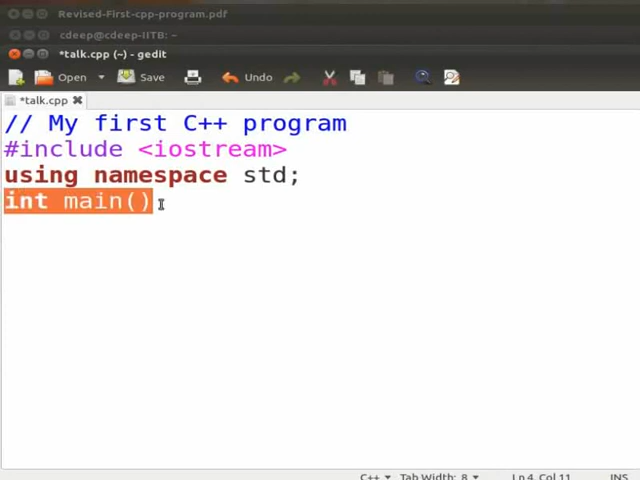 Revised-First-cpp-program.pdf
cdeep@cdeep-IITB: ~
*talk.cpp (~) - gedit
Open Save Undo
*talk.cpp
// My first C++ program
#include <iostream>
using namespace std;
int main()
C++ Tab Width: 8 Ln 4, Col 11 INS